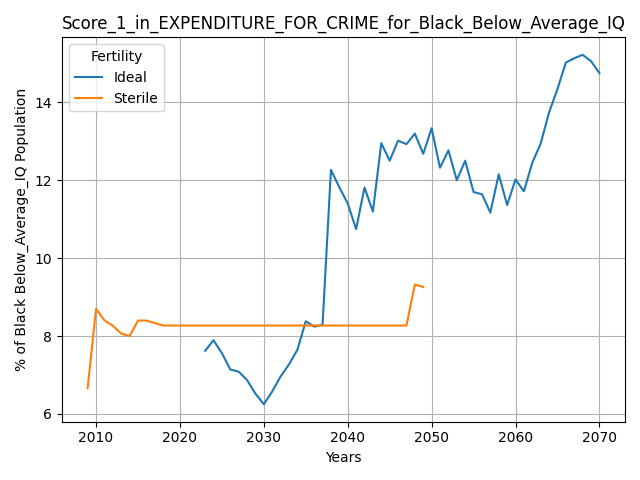 Score_1_in_EXPENDITURE_FOR_CRIME_for_Black_Below_Average_IQ
Fertility
Ideal
Sterile
% of Black Below_Average_IQ Population
14
12
10
8
6
2010 2020 2030 2040 2050 2060 2070
Years